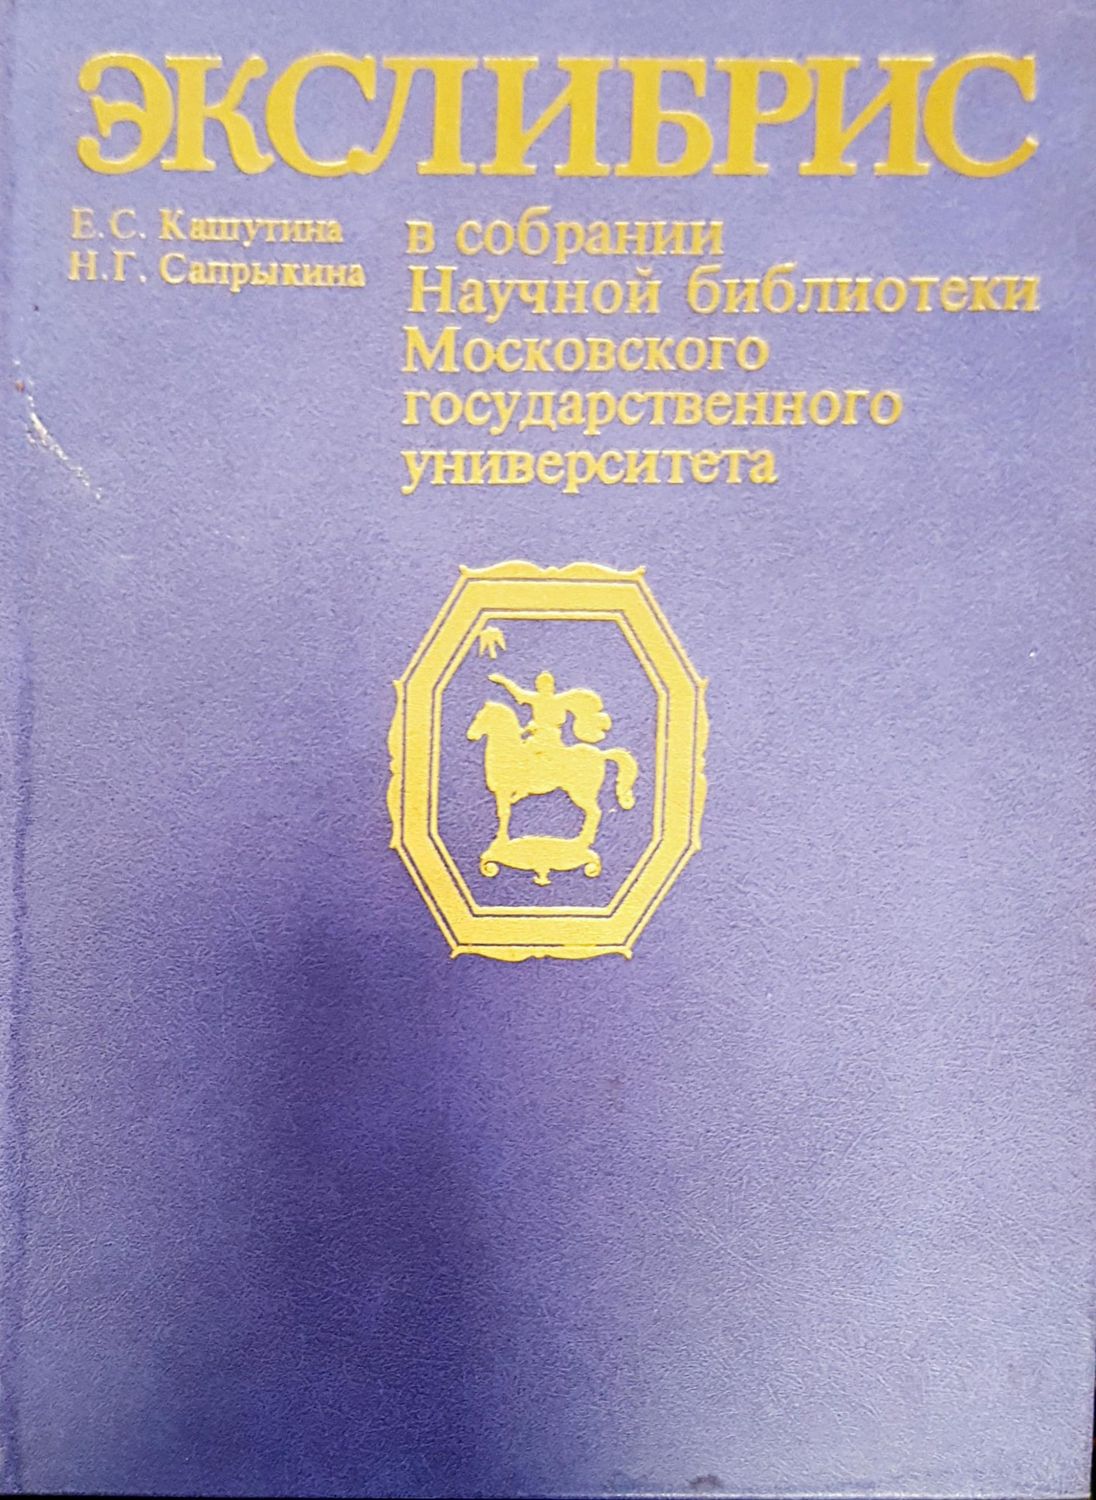 ЭКСЛИБРИС
Е. С. Кашутина
Н. Г. Сапрыкина
в собрании
Научной библиотеки
Московского
государственного
университета